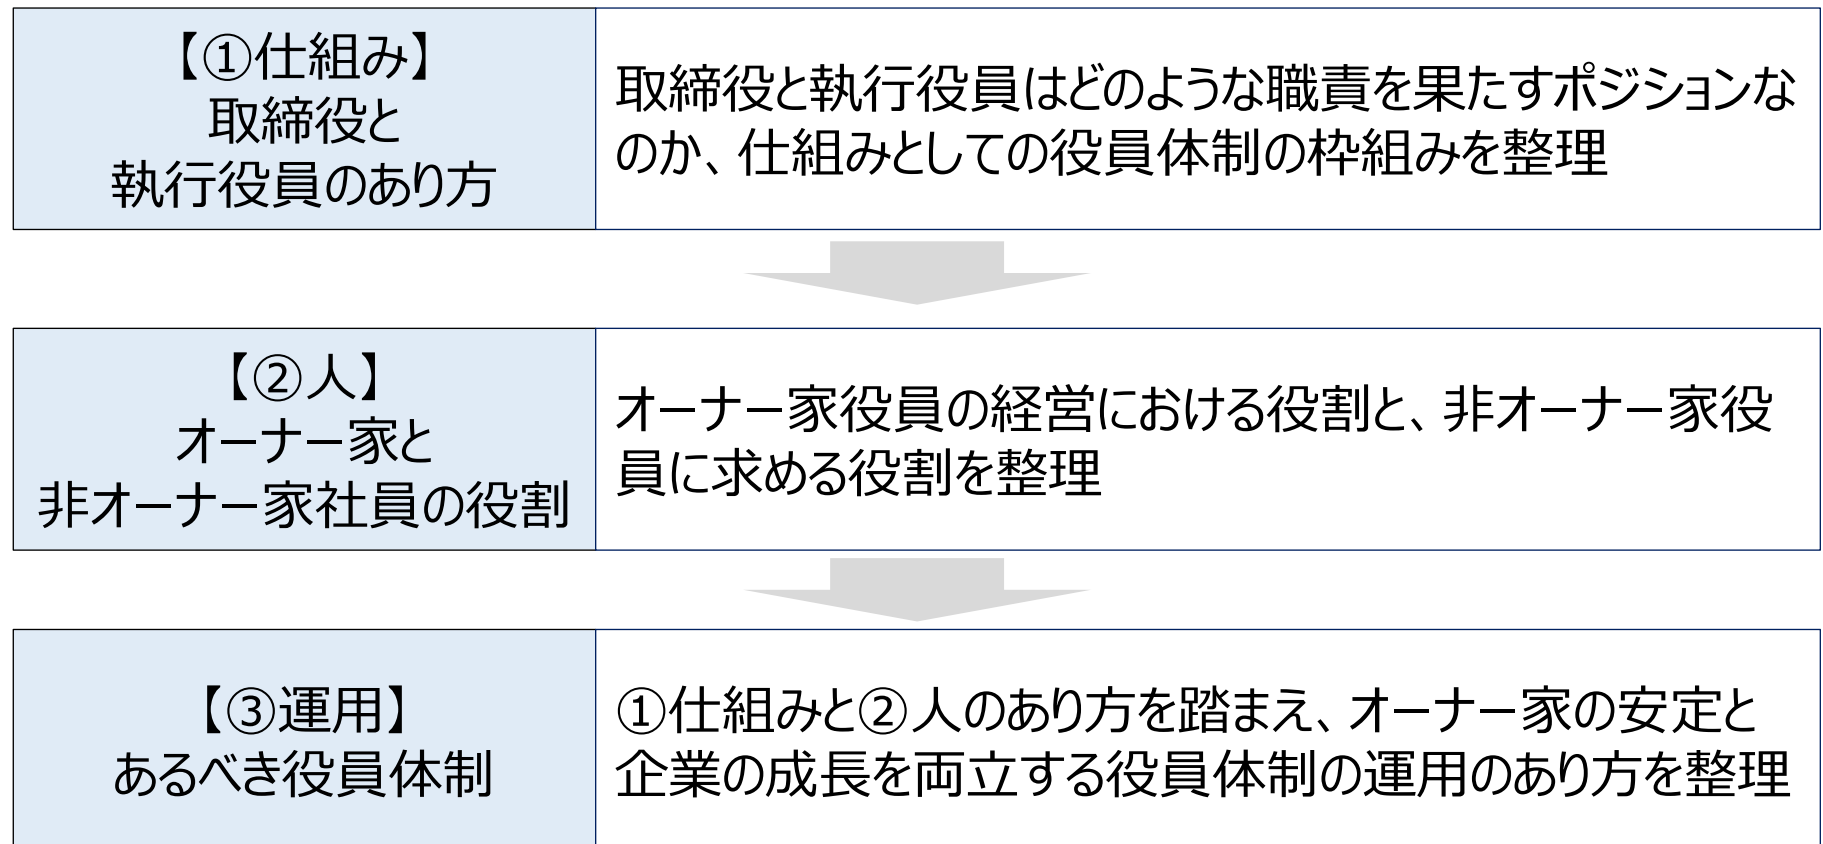 【①仕組み】
取締役と
執行役員のあり方
取締役と執行役員はどのような職責を果たすポジションな
のか、仕組みとしての役員体制の枠組みを整理
【②人】
オーナー家と
非オーナー家社員の役割
オーナー家役員の経営における役割と、非オーナー家役
員に求める役割を整理
【③運用】
あるべき役員体制
①仕組みと②人のあり方を踏まえ、オーナー家の安定と
企業の成長を両立する役員体制の運用のあり方を整理